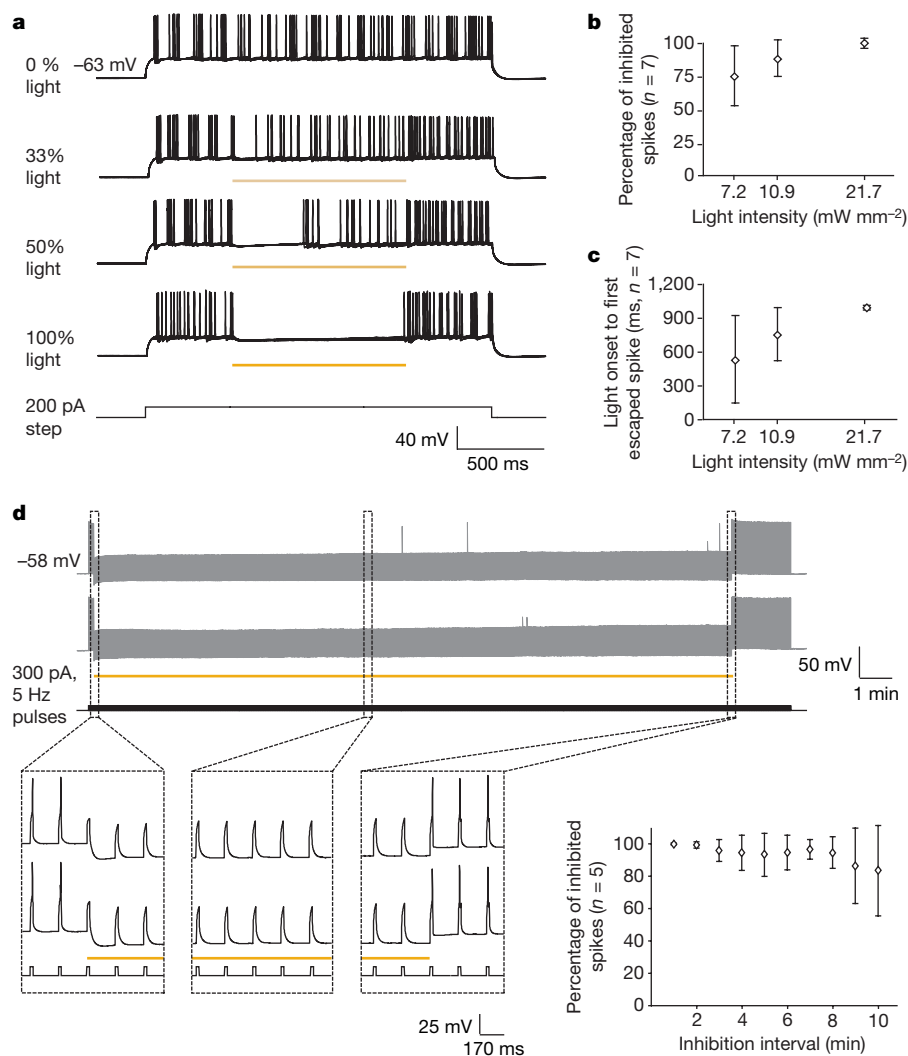 a
0 %
light
–63 mV
33%
light
50%
light
100%
light
200 pA
step
40 mV
500 ms
b
Percentage of inhibited
spikes (n = 7)
100
75
50
25
0
7.2 10.9 21.7
Light intensity (mW mm–2)
c
Light onset to first
escaped spike (ms, n = 7)
1,200
900
600
300
0
7.2 10.9 21.7
Light intensity (mW mm–2)
d
–58 mV
300 pA,
5 Hz
pulses
50 mV
1 min
25 mV
170 ms
Percentage of inhibited
spikes (n = 5)
100
80
60
40
20
0
2 4 6 8 10
Inhibition interval (min)